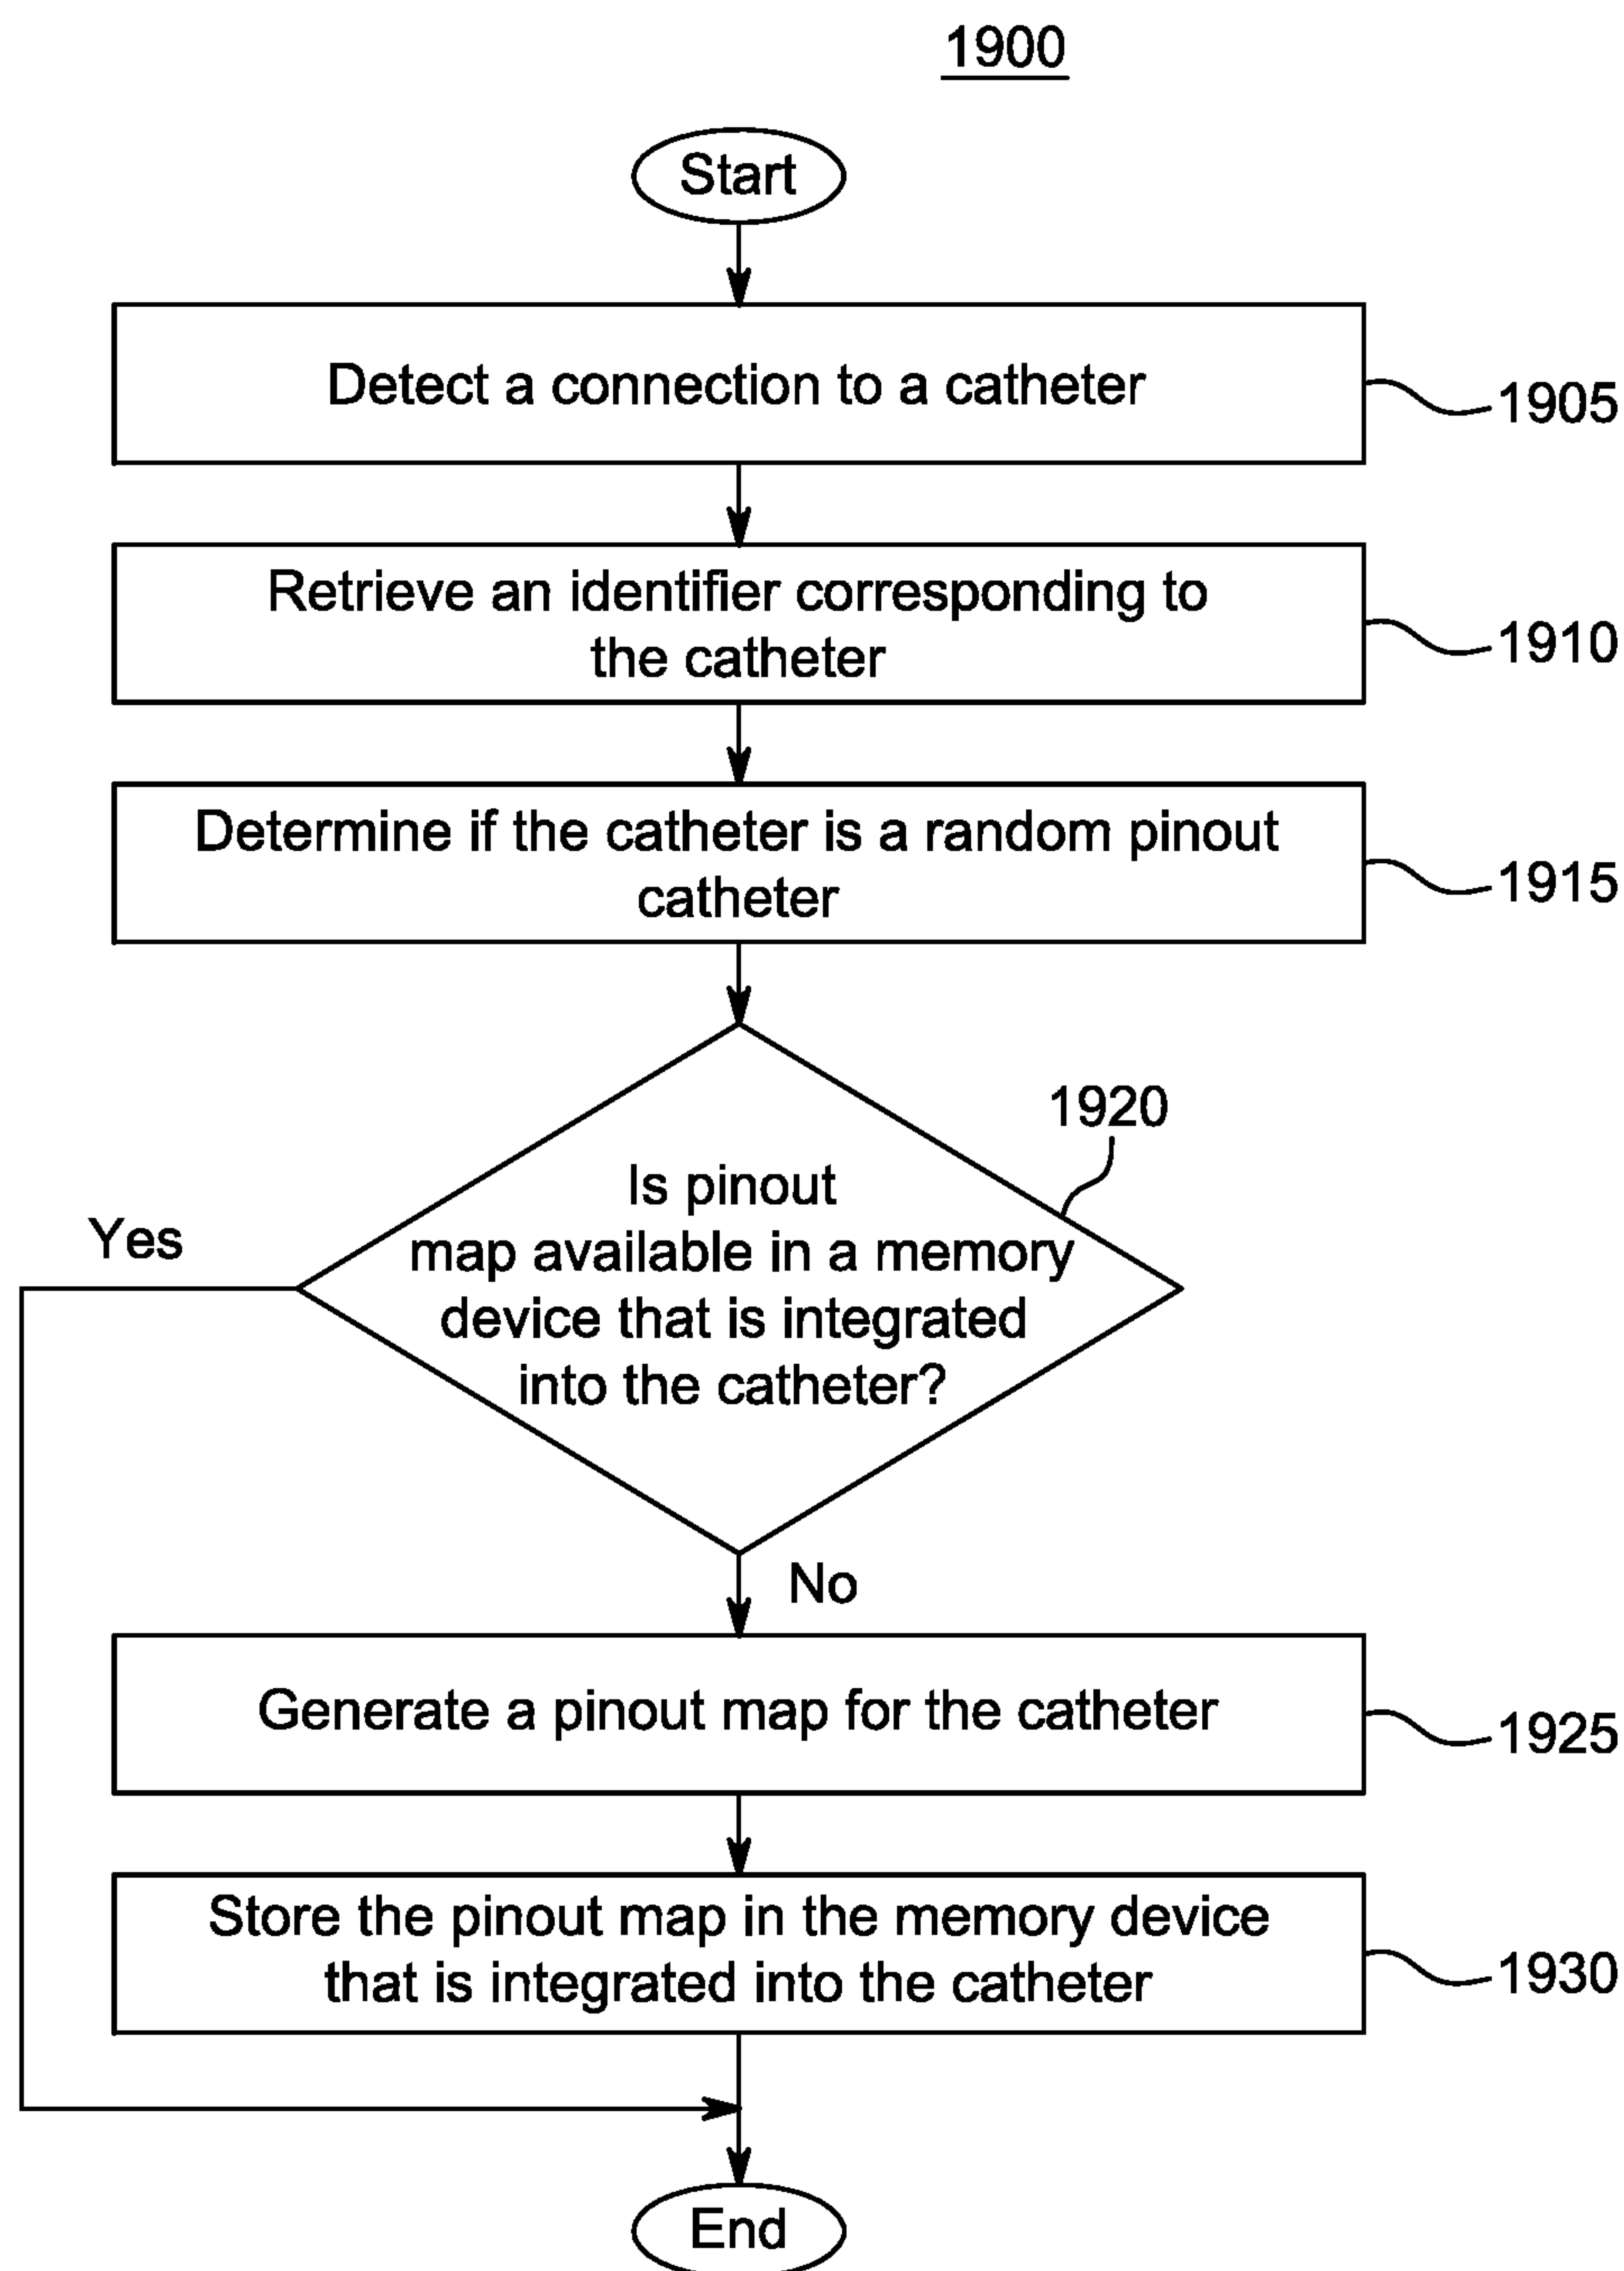 1900
Start
Detect a connection to a catheter
1905
Retrieve an identifier corresponding to
the catheter
1910
Determine if the catheter is a random pinout
catheter
1915
1920
Is pinout
map available in a memory
device that is integrated
into the catheter?
Yes
No
Generate a pinout map for the catheter
1925
Store the pinout map in the memory device
that is integrated into the catheter
1930
End